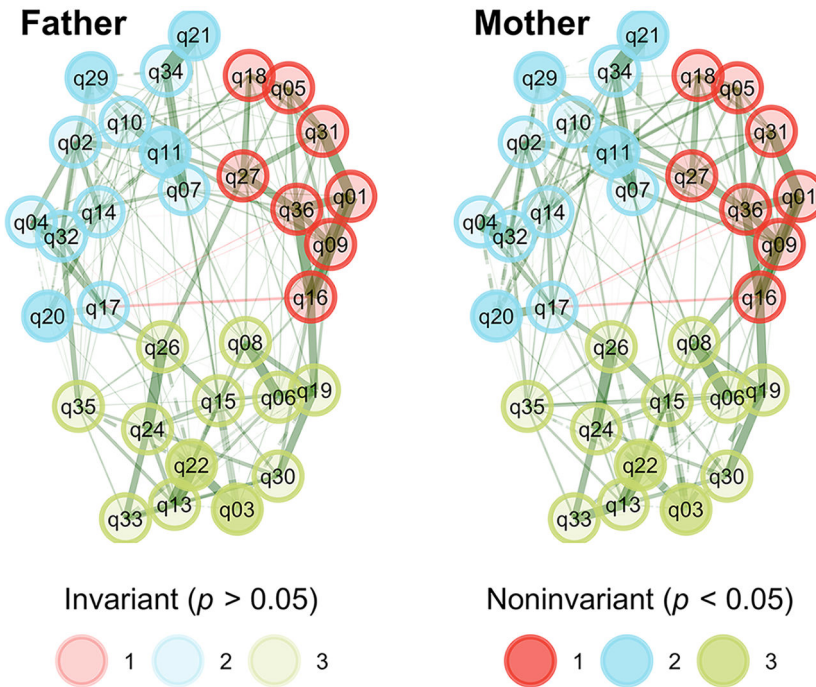 Father
q21
q34
q18
q29
q05
q10
q31
q02
q11
q27
q07
q01
q36
q14
q04
q32
q09
q16
q17
q20
q26
q08
q06
q19
q35
q15
q24
q22
q30
q13
q03
q33
Mother
q21
q34
q18
q29
q05
q10
q31
q02
q11
q27
q07
q01
q36
q14
q04
q32
q09
q16
q17
q20
q26
q08
q06
q19
q35
q15
q24
q22
q30
q13
q03
q33
Invariant (p > 0.05)
1 2 3
Noninvariant (p < 0.05)
1 2 3